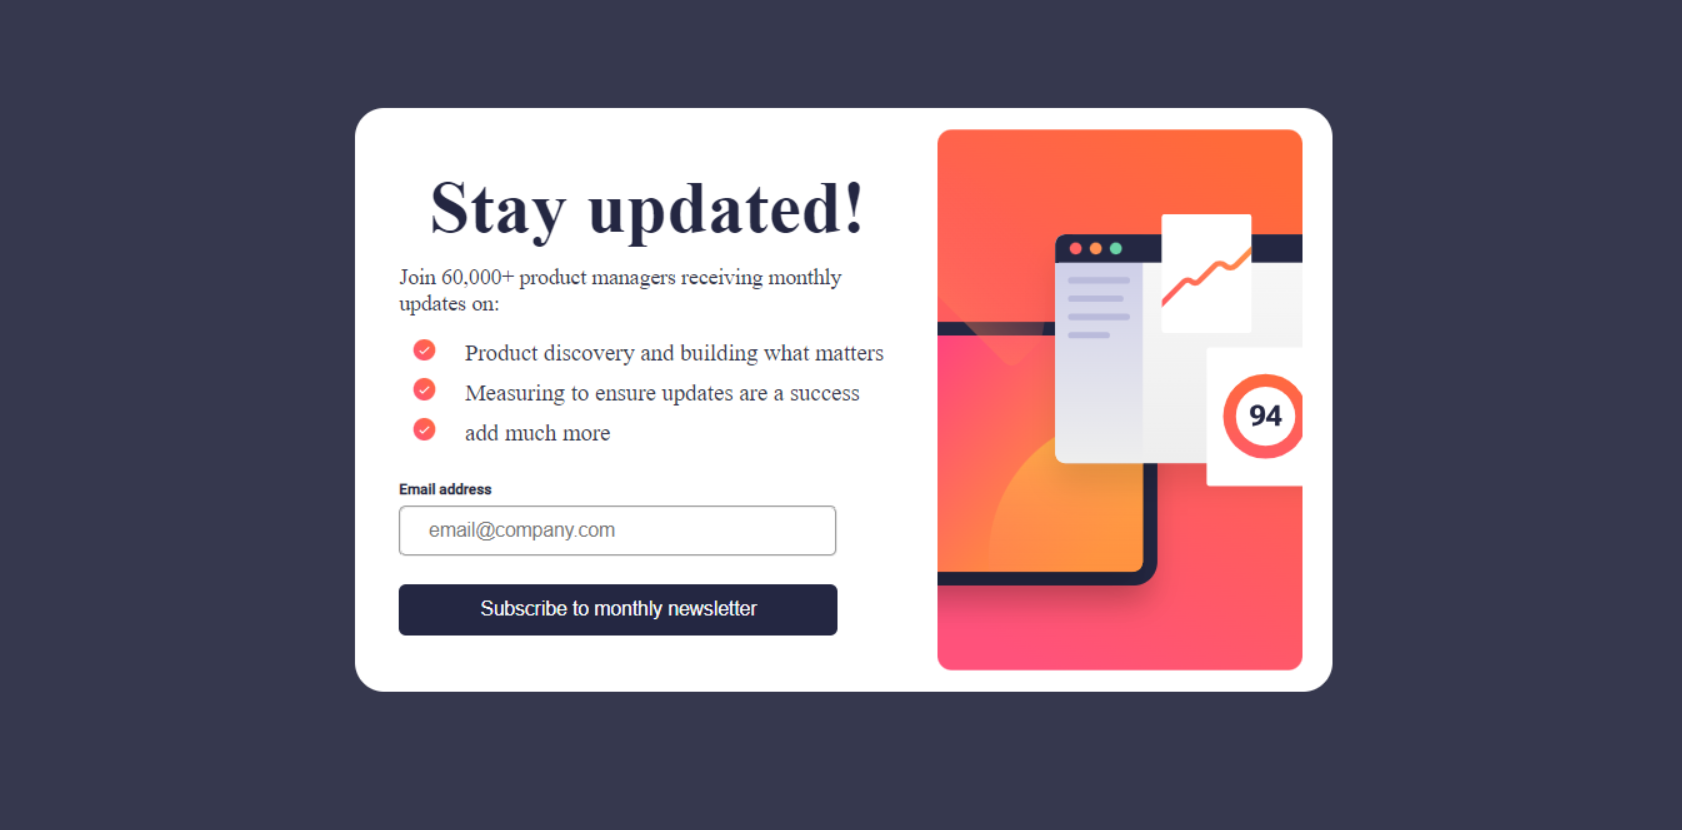 Stay updated!
Join 60,000+ product managers receiving monthly
updates on:
Product discovery and building what matters
Measuring to ensure updates are a success
add much more
Email address
email@company.com
Subscribe to monthly newsletter
94